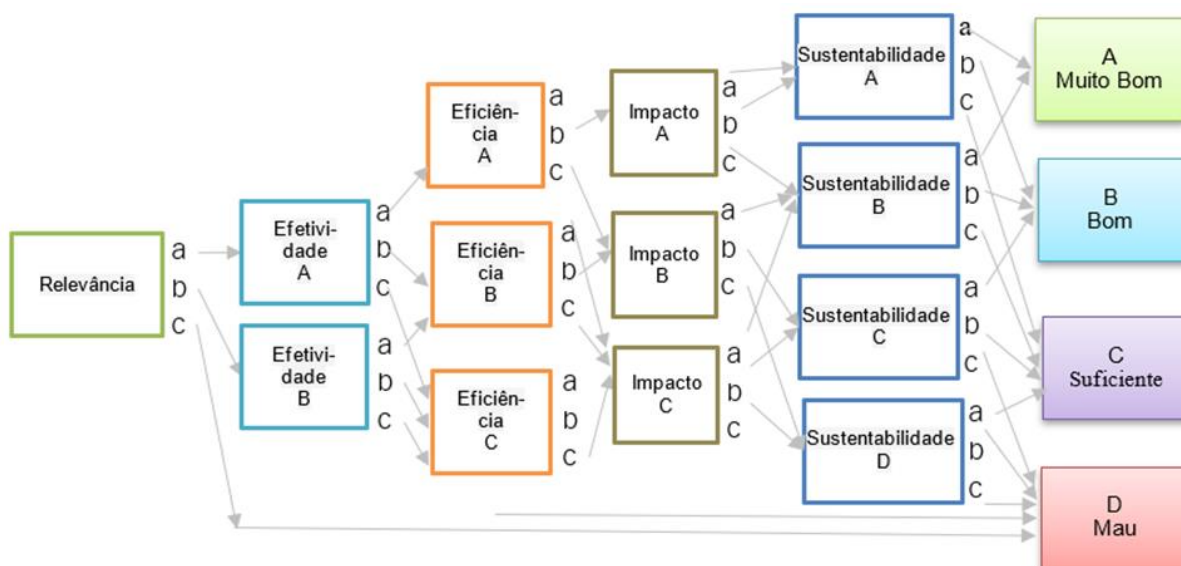 Relevância
a
b
c
Efetivi-
dade
A
a
b
c
Efetivi-
dade
B
a
b
c
Eficiên-
cia
A
a
b
c
Eficiên-
cia
B
a
b
c
Eficiên-
cia
C
a
b
c
Impacto
A
a
b
c
Impacto
B
a
b
c
Impacto
C
a
b
c
Sustentabilidade
A
a
b
c
Sustentabilidade
B
a
b
c
Sustentabilidade
C
a
b
c
Sustentabilidade
D
a
b
c
A
Muito Bom
B
Bom
C
Suficiente
D
Mau